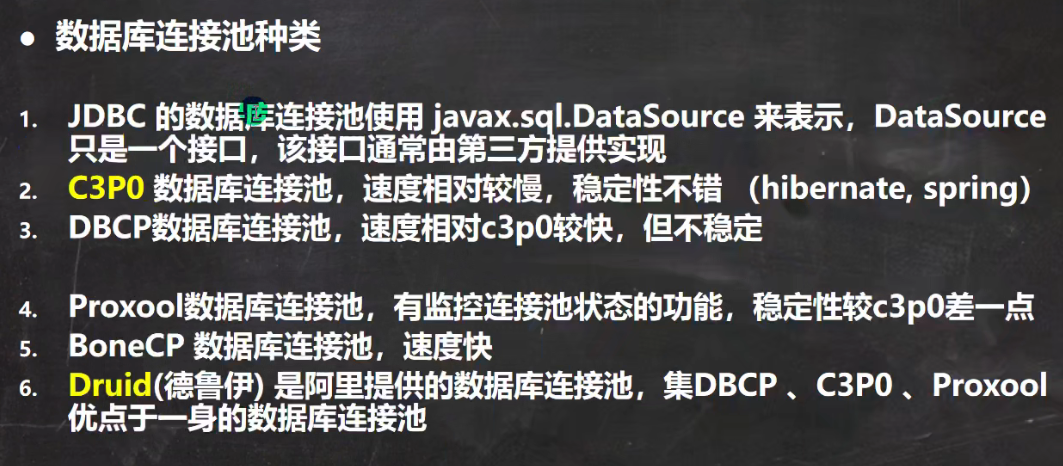 ● 数据库连接池种类
1. JDBC 的数据库连接池使用 javax.sql.DataSource 来表示，DataSource
只是一个接口，该接口通常由第三方提供实现
2. C3P0 数据库连接池，速度相对较慢，稳定性不错 （hibernate, spring）
3. DBCP数据库连接池，速度相对c3p0较快，但不稳定
4. Proxool数据库连接池，有监控连接池状态的功能，稳定性较c3p0差一点
5. BoneCP 数据库连接池，速度快
6. Druid(德鲁伊) 是阿里提供的数据库连接池，集DBCP 、C3P0 、Proxool
优点于一身的数据库连接池